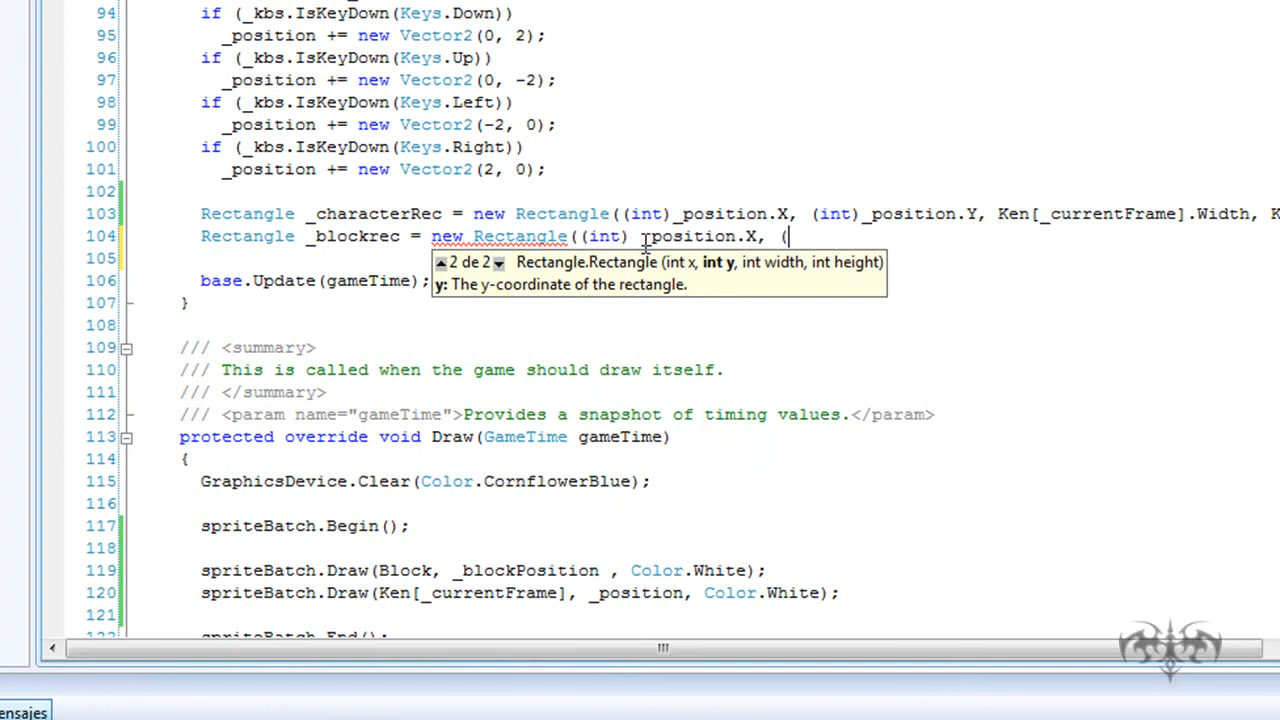 94 if (_kbs.IsKeyDown(Keys.Down))
95 _position += new Vector2(0, 2);
96 if (_kbs.IsKeyDown(Keys.Up))
97 _position += new Vector2(0, -2);
98 if (_kbs.IsKeyDown(Keys.Left))
99 _position += new Vector2(-2, 0);
100 if (_kbs.IsKeyDown(Keys.Right))
101 _position += new Vector2(2, 0);
102
103 Rectangle _characterRec = new Rectangle((int)_position.X, (int)_position.Y, Ken[_currentFrame].Width, K
104 Rectangle _blockrec = new Rectangle((int) _position.X, (
105 2 de 2 Rectangle.Rectangle (int x, int y, int width, int height)
y: The y-coordinate of the rectangle.
106 base.Update(gameTime);
107 }
108
109 /// <summary>
110 /// This is called when the game should draw itself.
111 /// </summary>
112 /// <param name="gameTime">Provides a snapshot of timing values.</param>
113 protected override void Draw(GameTime gameTime)
114 {
115 GraphicsDevice.Clear(Color.CornflowerBlue);
116
117 spriteBatch.Begin();
118
119 spriteBatch.Draw(Block, _blockPosition , Color.White);
120 spriteBatch.Draw(Ken[_currentFrame], _position, Color.White);
121
122 spriteBatch.End();
ensajes